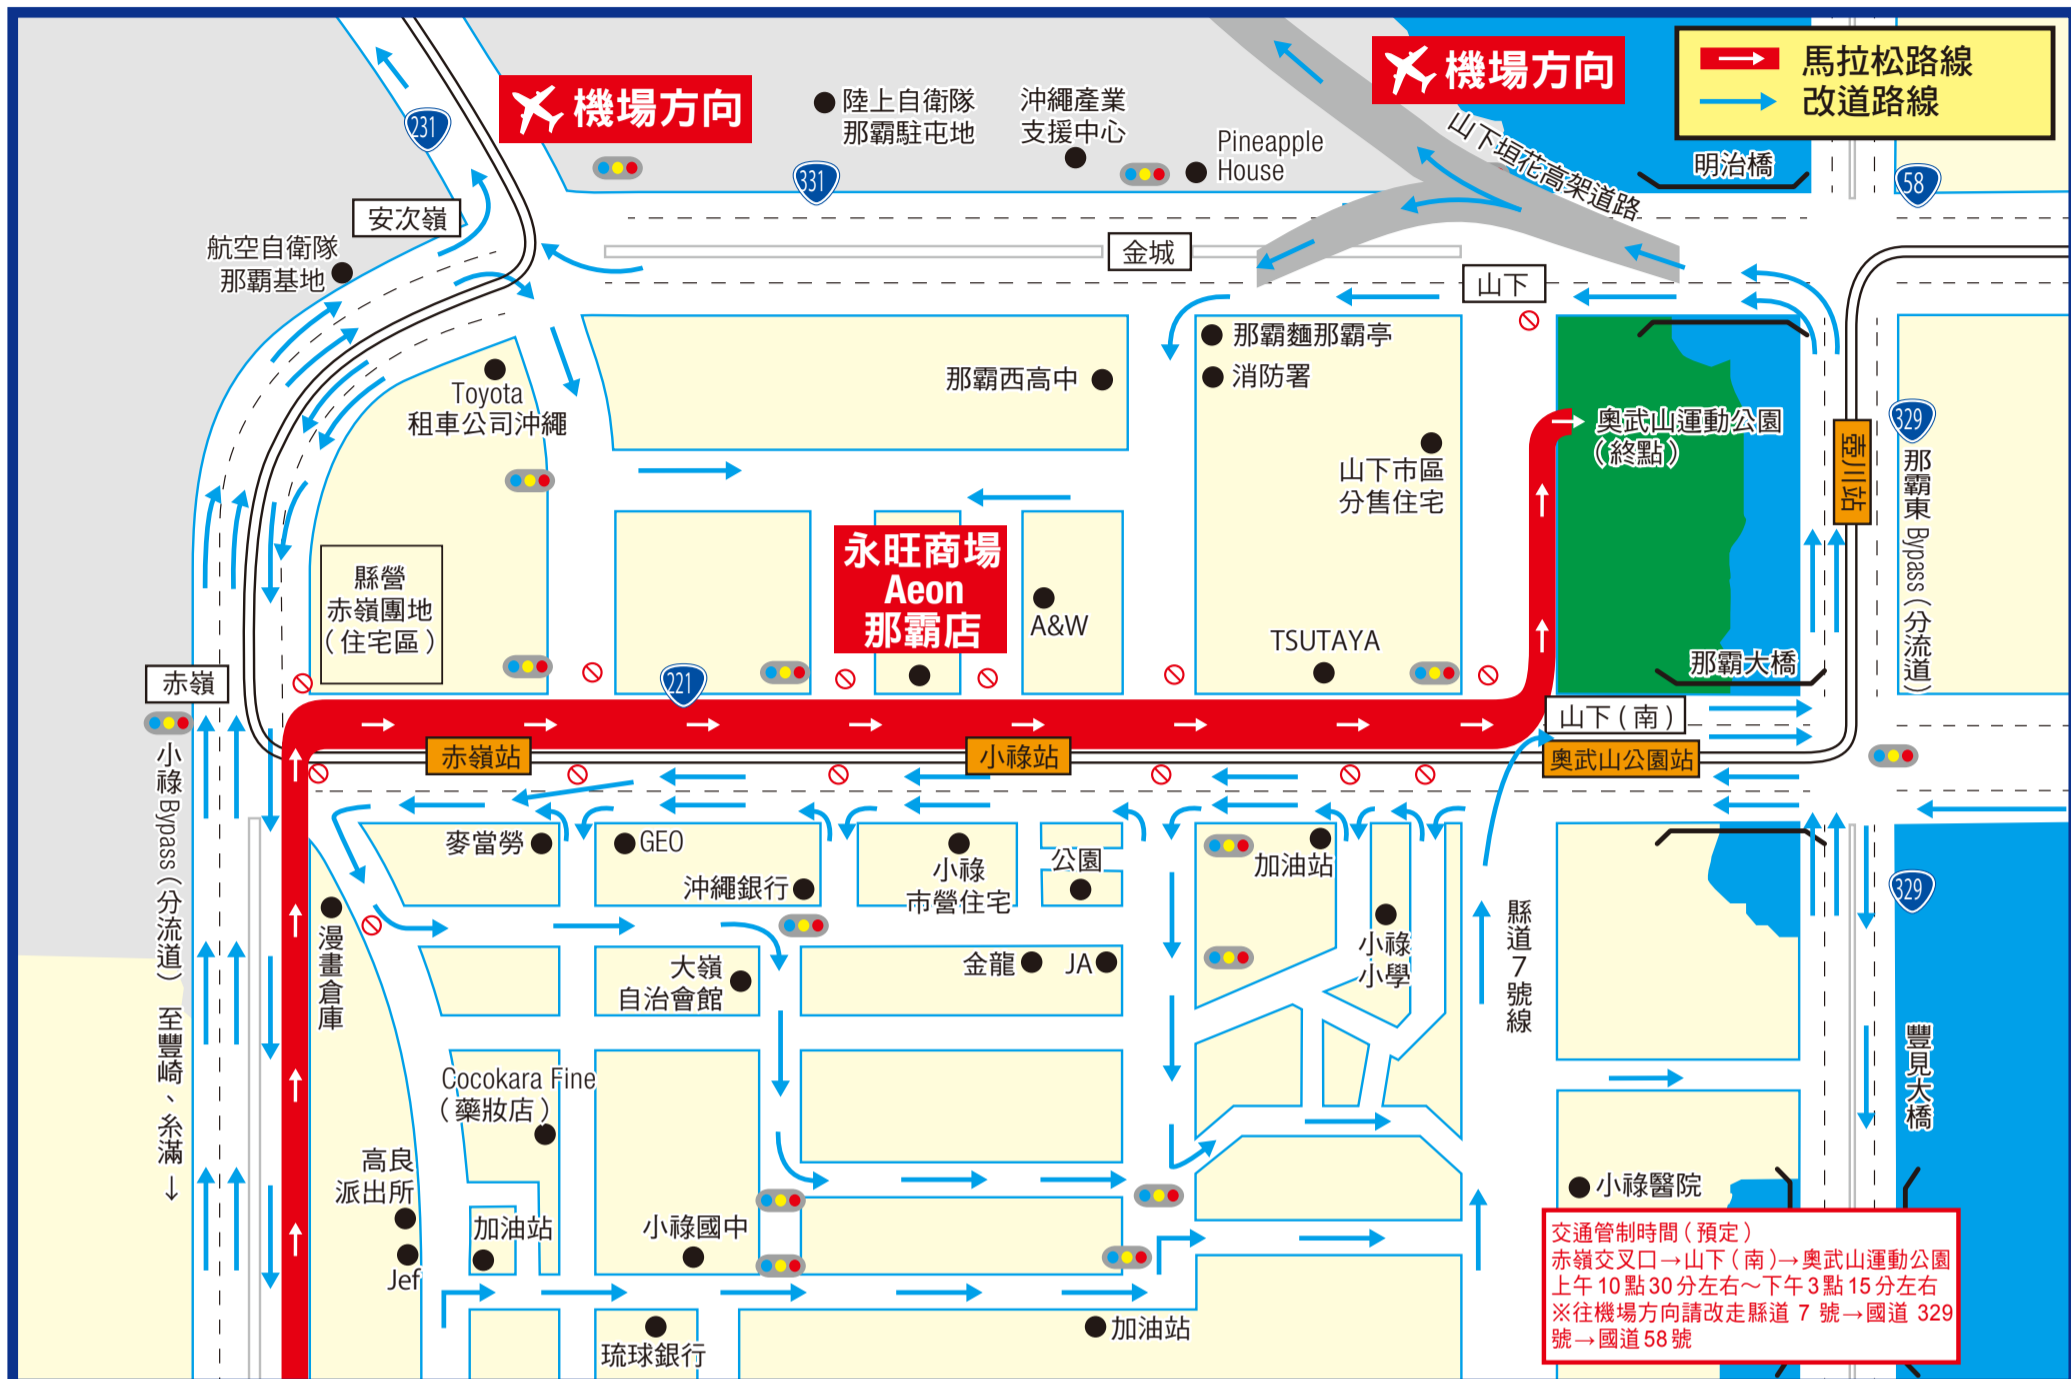 馬拉松路線
改道路線
機場方向
機場方向
陸上自衛隊
那霸駐屯地
沖繩產業
支援中心
Pineapple
House
山下垣花高架道路
明治橋
58
231
331
安次嶺
航空自衛隊
那霸基地
金城
山下
那霸麵那霸亭
消防署
那霸西高中
Toyota
租車公司沖繩
奧武山運動公園
(終點)
山下市區
分售住宅
壺川站
329
那霸東 Bypass(分流道)
永旺商場
Aeon
那霸店
縣營
赤嶺團地
(住宅區)
A&W
TSUTAYA
那霸大橋
赤嶺
221
山下(南)
赤嶺站
小祿站
奧武山公園站
小祿 Bypass(分流道) 至豐崎、糸滿→
麥當勞
GEO
沖繩銀行
小祿
市營住宅
公園
加油站
小祿
小學
縣道7號線
329
漫畫倉庫
大嶺
自治會館
金龍
JA
豐見大橋
Cocokara Fine
(藥妝店)
高良
派出所
Jef
加油站
小祿國中
小祿醫院
琉球銀行
加油站
交通管制時間(預定)
赤嶺交叉口→山下(南)→奧武山運動公園
上午10點30分左右～下午3點15分左右
※往機場方向請改走縣道 7 號→國道 329
號→國道58號